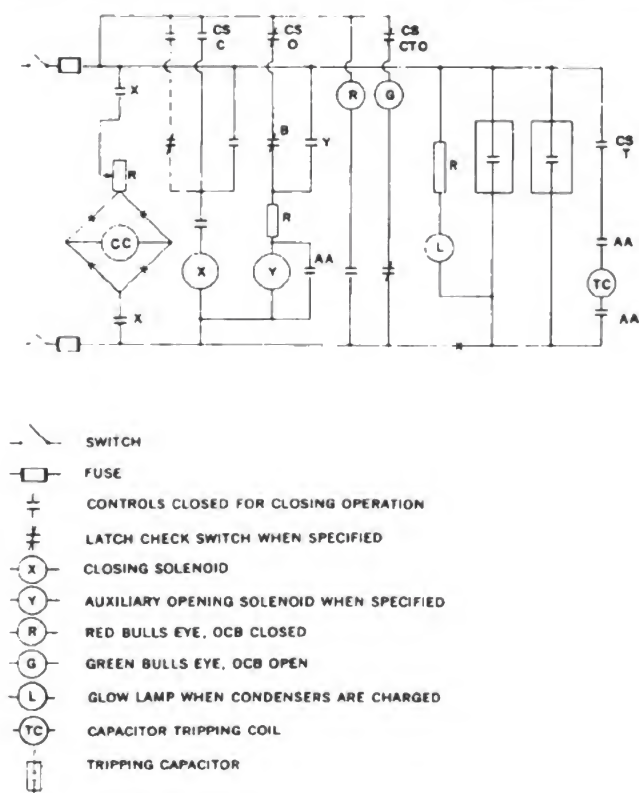 CS CS CS
C O CTO
X
R G
CS
T
B Y
R R
R
CC AA L AA
X Y
TC
X AA
SWITCH
FUSE
CONTROLS CLOSED FOR CLOSING OPERATION
LATCH CHECK SWITCH WHEN SPECIFIED
X CLOSING SOLENOID
Y AUXILIARY OPENING SOLENOID WHEN SPECIFIED
R RED BULLS EYE, OCB CLOSED
G GREEN BULLS EYE, OCB OPEN
L GLOW LAMP WHEN CONDENSERS ARE CHARGED
TC CAPACITOR TRIPPING COIL
TRIPPING CAPACITOR